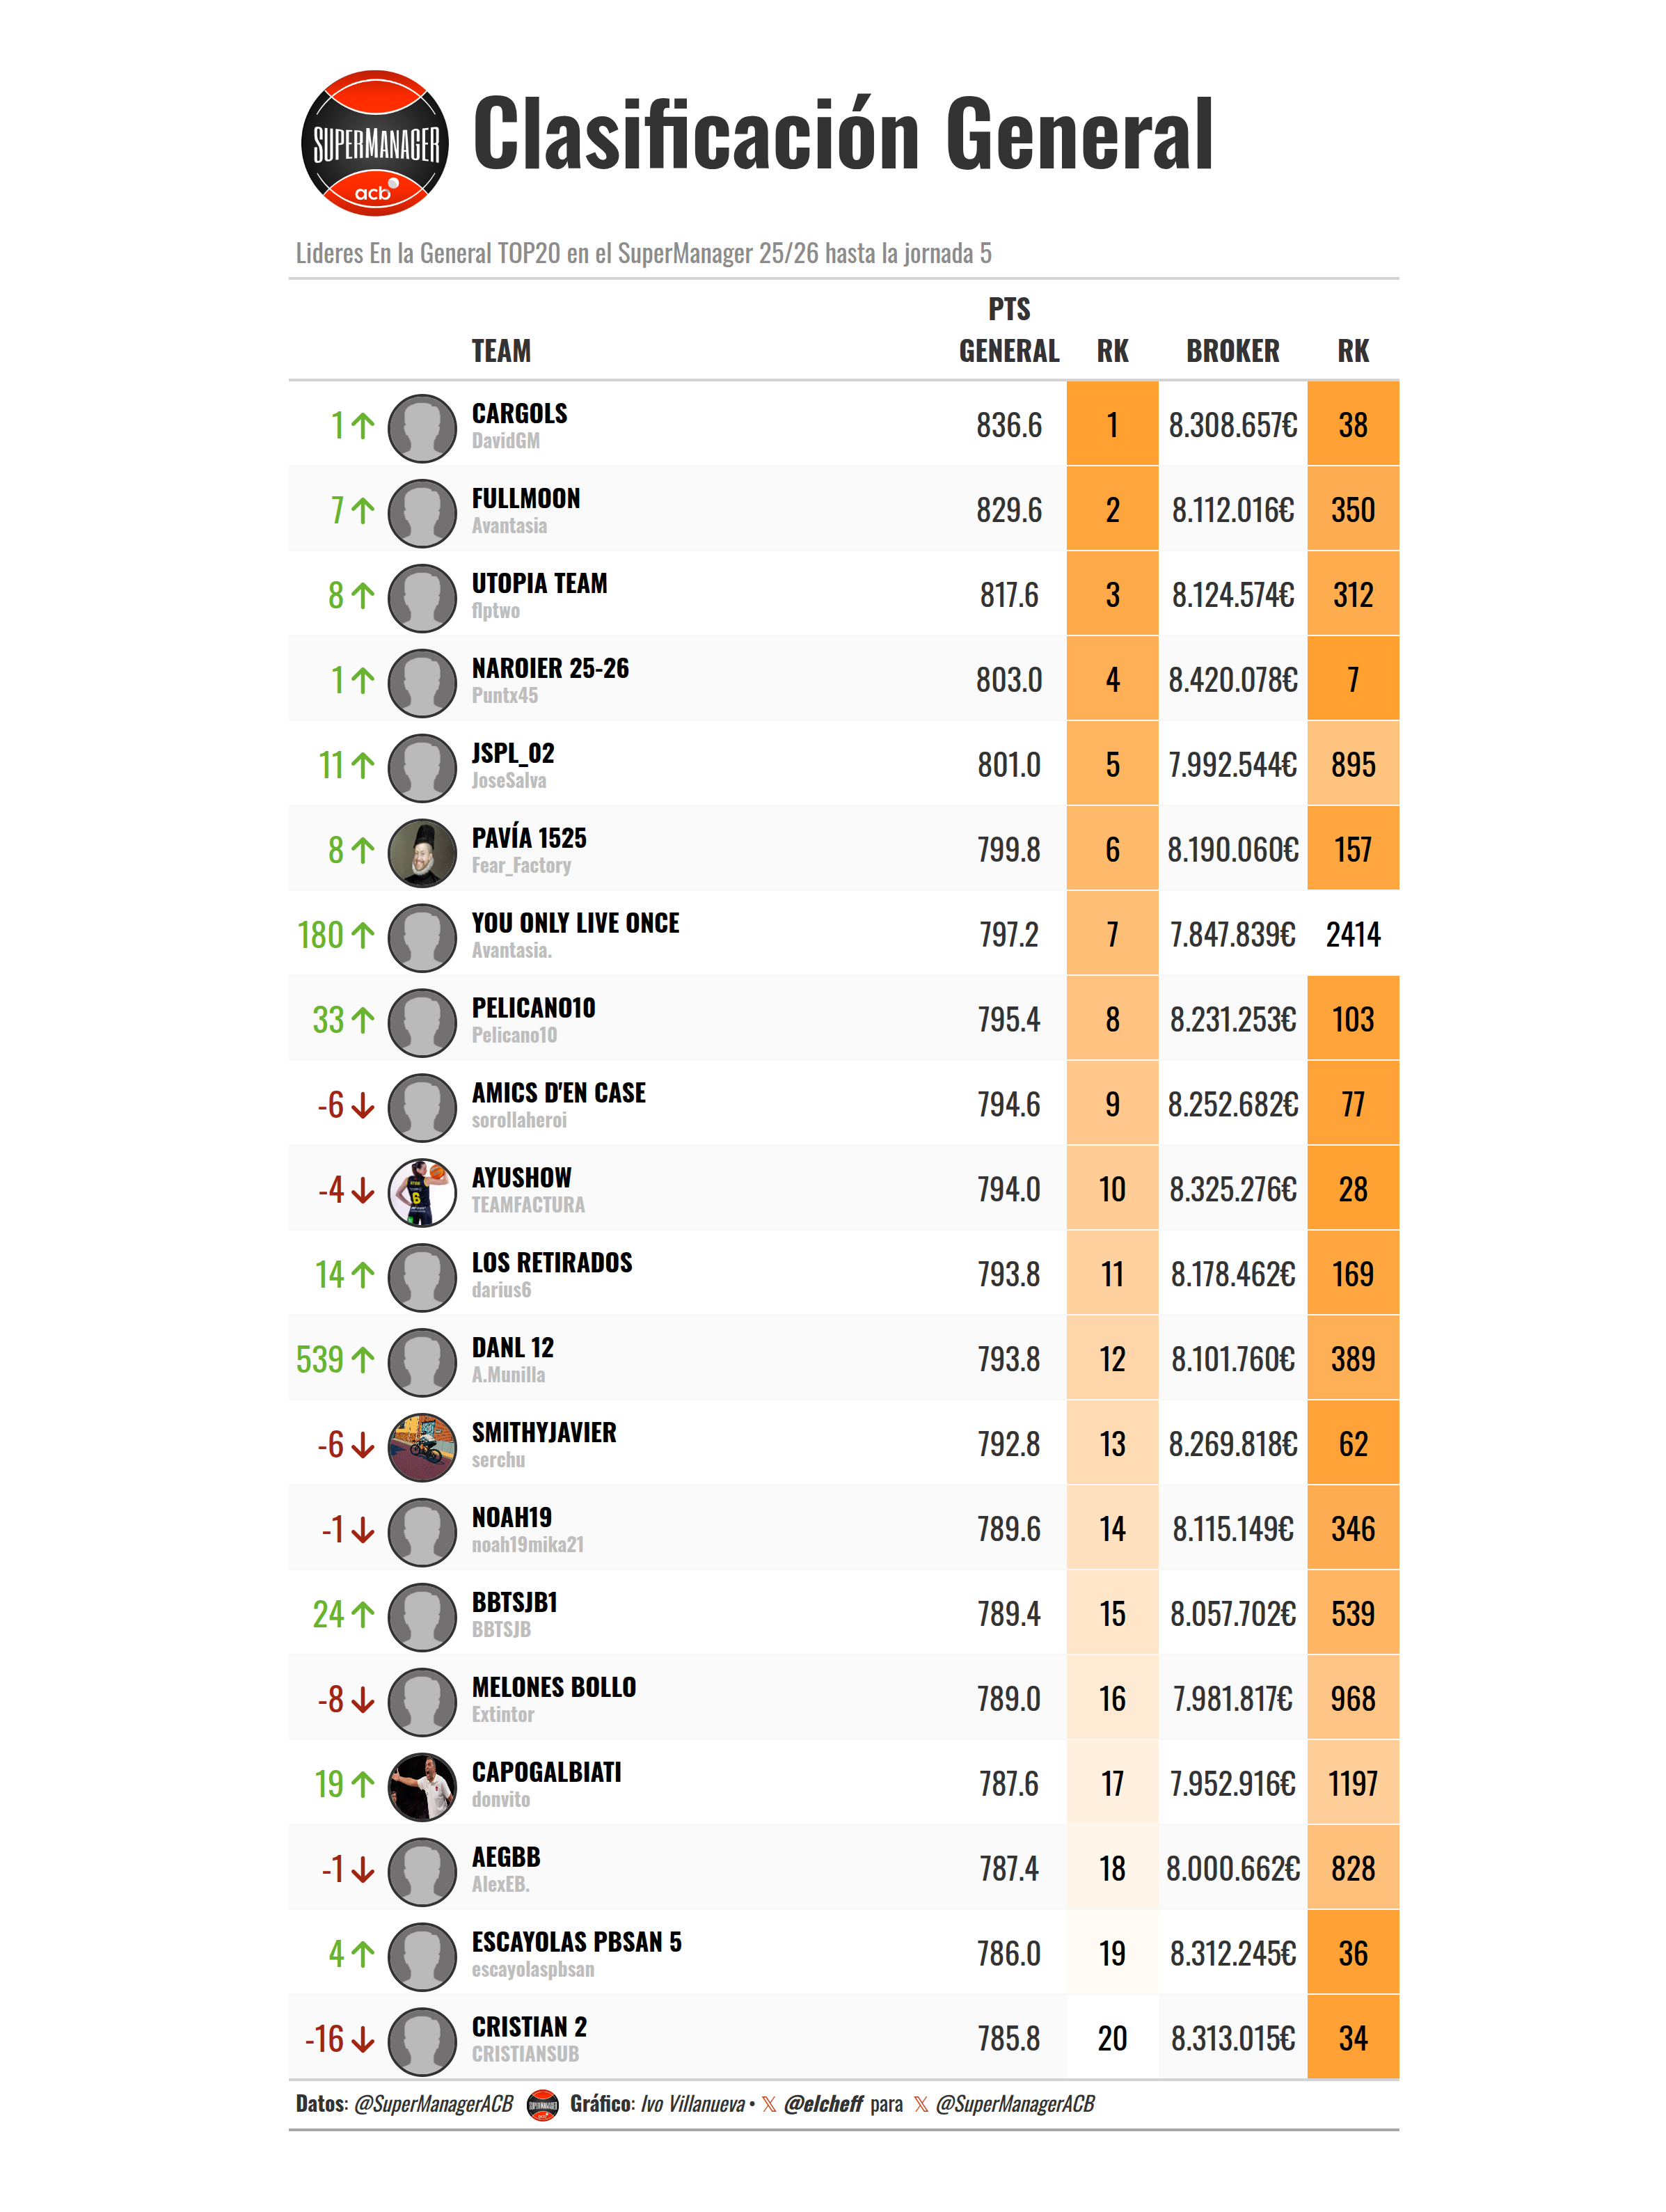 SUPERMANAGER
acb
Clasificación General
Lideres En la General TOP20 en el SuperManager 25/26 hasta la jornada 5
PTS
TEAM GENERAL RK BROKER RK
1 CARGOLS 836.6 1 8.308.657€ 38
DavidGM
7 FULLMOON 829.6 2 8.112.016€ 350
Avantasia
8 UTOPIA TEAM 817.6 3 8.124.574€ 312
flptwo
1 NAROIER 25-26 803.0 4 8.420.078€ 7
Puntx45
11 JSPL_02 801.0 5 7.992.544€ 895
JoseSalva
8 PAVÍA 1525 799.8 6 8.190.060€ 157
Fear_Factory
180 YOU ONLY LIVE ONCE 797.2 7 7.847.839€ 2414
Avantasia.
33 PELICANO10 795.4 8 8.231.253€ 103
Pelicano10
-6 AMICS D'EN CASE 794.6 9 8.252.682€ 77
sorollaheroi
-4 AYUSHOW 794.0 10 8.325.276€ 28
TEAMFACTURA
14 LOS RETIRADOS 793.8 11 8.178.462€ 169
darius6
539 DANL 12 793.8 12 8.101.760€ 389
A.Munilla
-6 SMITHYJAVIER 792.8 13 8.269.818€ 62
serchu
-1 NOAH19 789.6 14 8.115.149€ 346
noah19mika21
24 BBTSJB1 789.4 15 8.057.702€ 539
BBTSJB
-8 MELONES BOLLO 789.0 16 7.981.817€ 968
Extintor
19 CAPOGALBIATI 787.6 17 7.952.916€ 1197
donvito
-1 AEGBB 787.4 18 8.000.662€ 828
AlexEB.
4 ESCAYOLAS PBSAN 5 786.0 19 8.312.245€ 36
escayolaspbsan
-16 CRISTIAN 2 785.8 20 8.313.015€ 34
CRISTIANSUB
Datos: @SuperManagerACB Gráfico: Ivo Villanueva • 𝕏 @elcheff para 𝕏 @SuperManagerACB